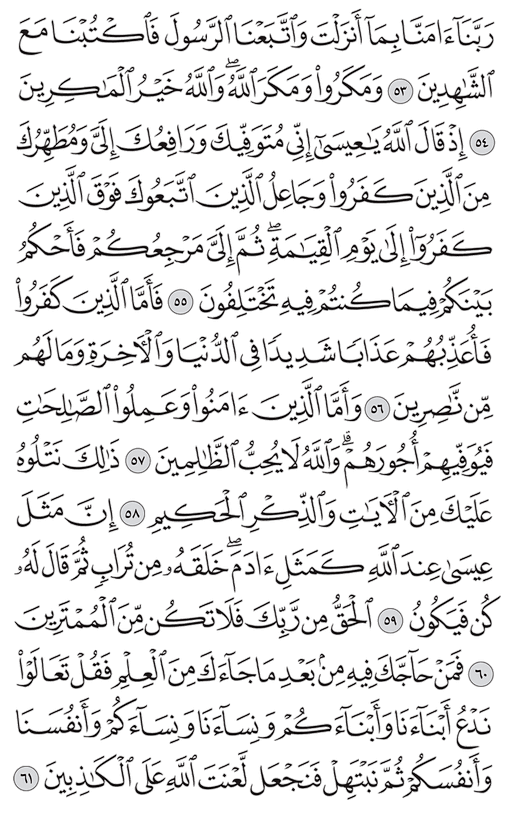 رَبَّنَآ ءَامَنَّا بِمَآ أَنزَلْتَ وَٱتَّبَعْنَا ٱلرَّسُولَ فَٱكْتُبْنَا مَعَ
ٱلشَّٰهِدِينَ ٥٣ وَمَكَرُوا۟ وَمَكَرَ ٱللَّهُ ۖ وَٱللَّهُ خَيْرُ ٱلْمَٰكِرِينَ
٥٤ إِذْ قَالَ ٱللَّهُ يَٰعِيسَىٰٓ إِنِّى مُتَوَفِّيكَ وَرَافِعُكَ إِلَىَّ وَمُطَهِّرُكَ
مِنَ ٱلَّذِينَ كَفَرُوا۟ وَجَاعِلُ ٱلَّذِينَ ٱتَّبَعُوكَ فَوْقَ ٱلَّذِينَ
كَفَرُوٓا۟ إِلَىٰ يَوْمِ ٱلْقِيَٰمَةِ ۖ ثُمَّ إِلَىَّ مَرْجِعُكُمْ فَأَحْكُمُ
بَيْنَكُمْ فِيمَا كُنتُمْ فِيهِ تَخْتَلِفُونَ ٥٥ فَأَمَّا ٱلَّذِينَ كَفَرُوا۟
فَأُعَذِّبُهُمْ عَذَابًا شَدِيدًا فِى ٱلدُّنْيَا وَٱلْءَاخِرَةِ وَمَا لَهُم
مِّن نَّٰصِرِينَ ٥٦ وَأَمَّا ٱلَّذِينَ ءَامَنُوا۟ وَعَمِلُوا۟ ٱلصَّٰلِحَٰتِ
فَيُوَفِّيهِمْ أُجُورَهُمْ ۗ وَٱللَّهُ لَا يُحِبُّ ٱلظَّٰلِمِينَ ٥٧ ذَٰلِكَ نَتْلُوهُ
عَلَيْكَ مِنَ ٱلْءَايَٰتِ وَٱلذِّكْرِ ٱلْحَكِيمِ ٥٨ إِنَّ مَثَلَ
عِيسَىٰ عِندَ ٱللَّهِ كَمَثَلِ ءَادَمَ ۖ خَلَقَهُۥ مِن تُرَابٍ ثُمَّ قَالَ لَهُۥ
كُن فَيَكُونُ ٥٩ ٱلْحَقُّ مِن رَّبِّكَ فَلَا تَكُن مِّنَ ٱلْمُمْتَرِينَ
٦٠ فَمَنْ حَآجَّكَ فِيهِ مِنۢ بَعْدِ مَا جَآءَكَ مِنَ ٱلْعِلْمِ فَقُلْ تَعَالَوْا۟
نَدْعُ أَبْنَآءَنَا وَأَبْنَآءَكُمْ وَنِسَآءَنَا وَنِسَآءَكُمْ وَأَنفُسَنَا
وَأَنفُسَكُمْ ثُمَّ نَبْتَهِلْ فَنَجْعَل لَّعْنَتَ ٱللَّهِ عَلَى ٱلْكَٰذِبِينَ ٦١